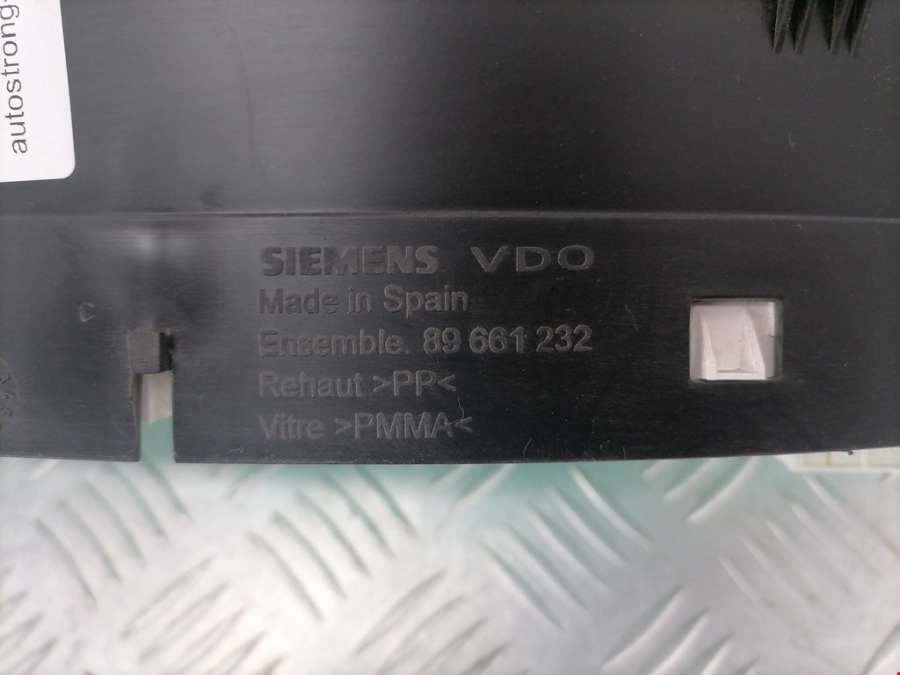 autostrong-
SIEMENS VDO
Made in Spain
Ensemble. 89 661 232
Rehaut >PP<
Vitre >PMMA<